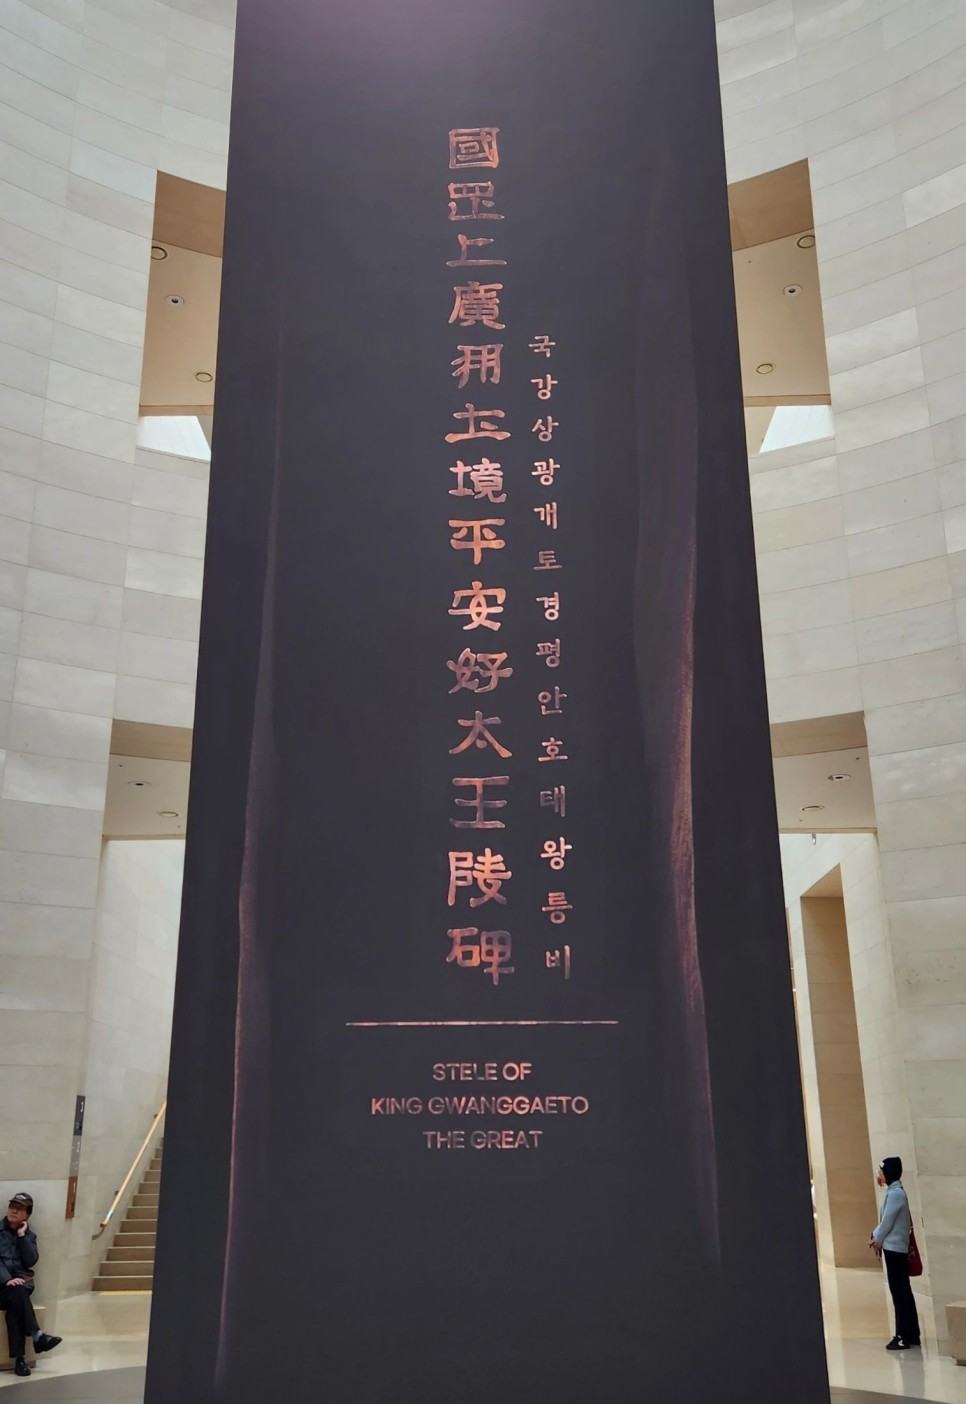 國罡上廣開土境平安好太王陵碑
국강상광개토경평안호태왕릉비
STELE OF
KING GWANGGAETO
THE GREAT